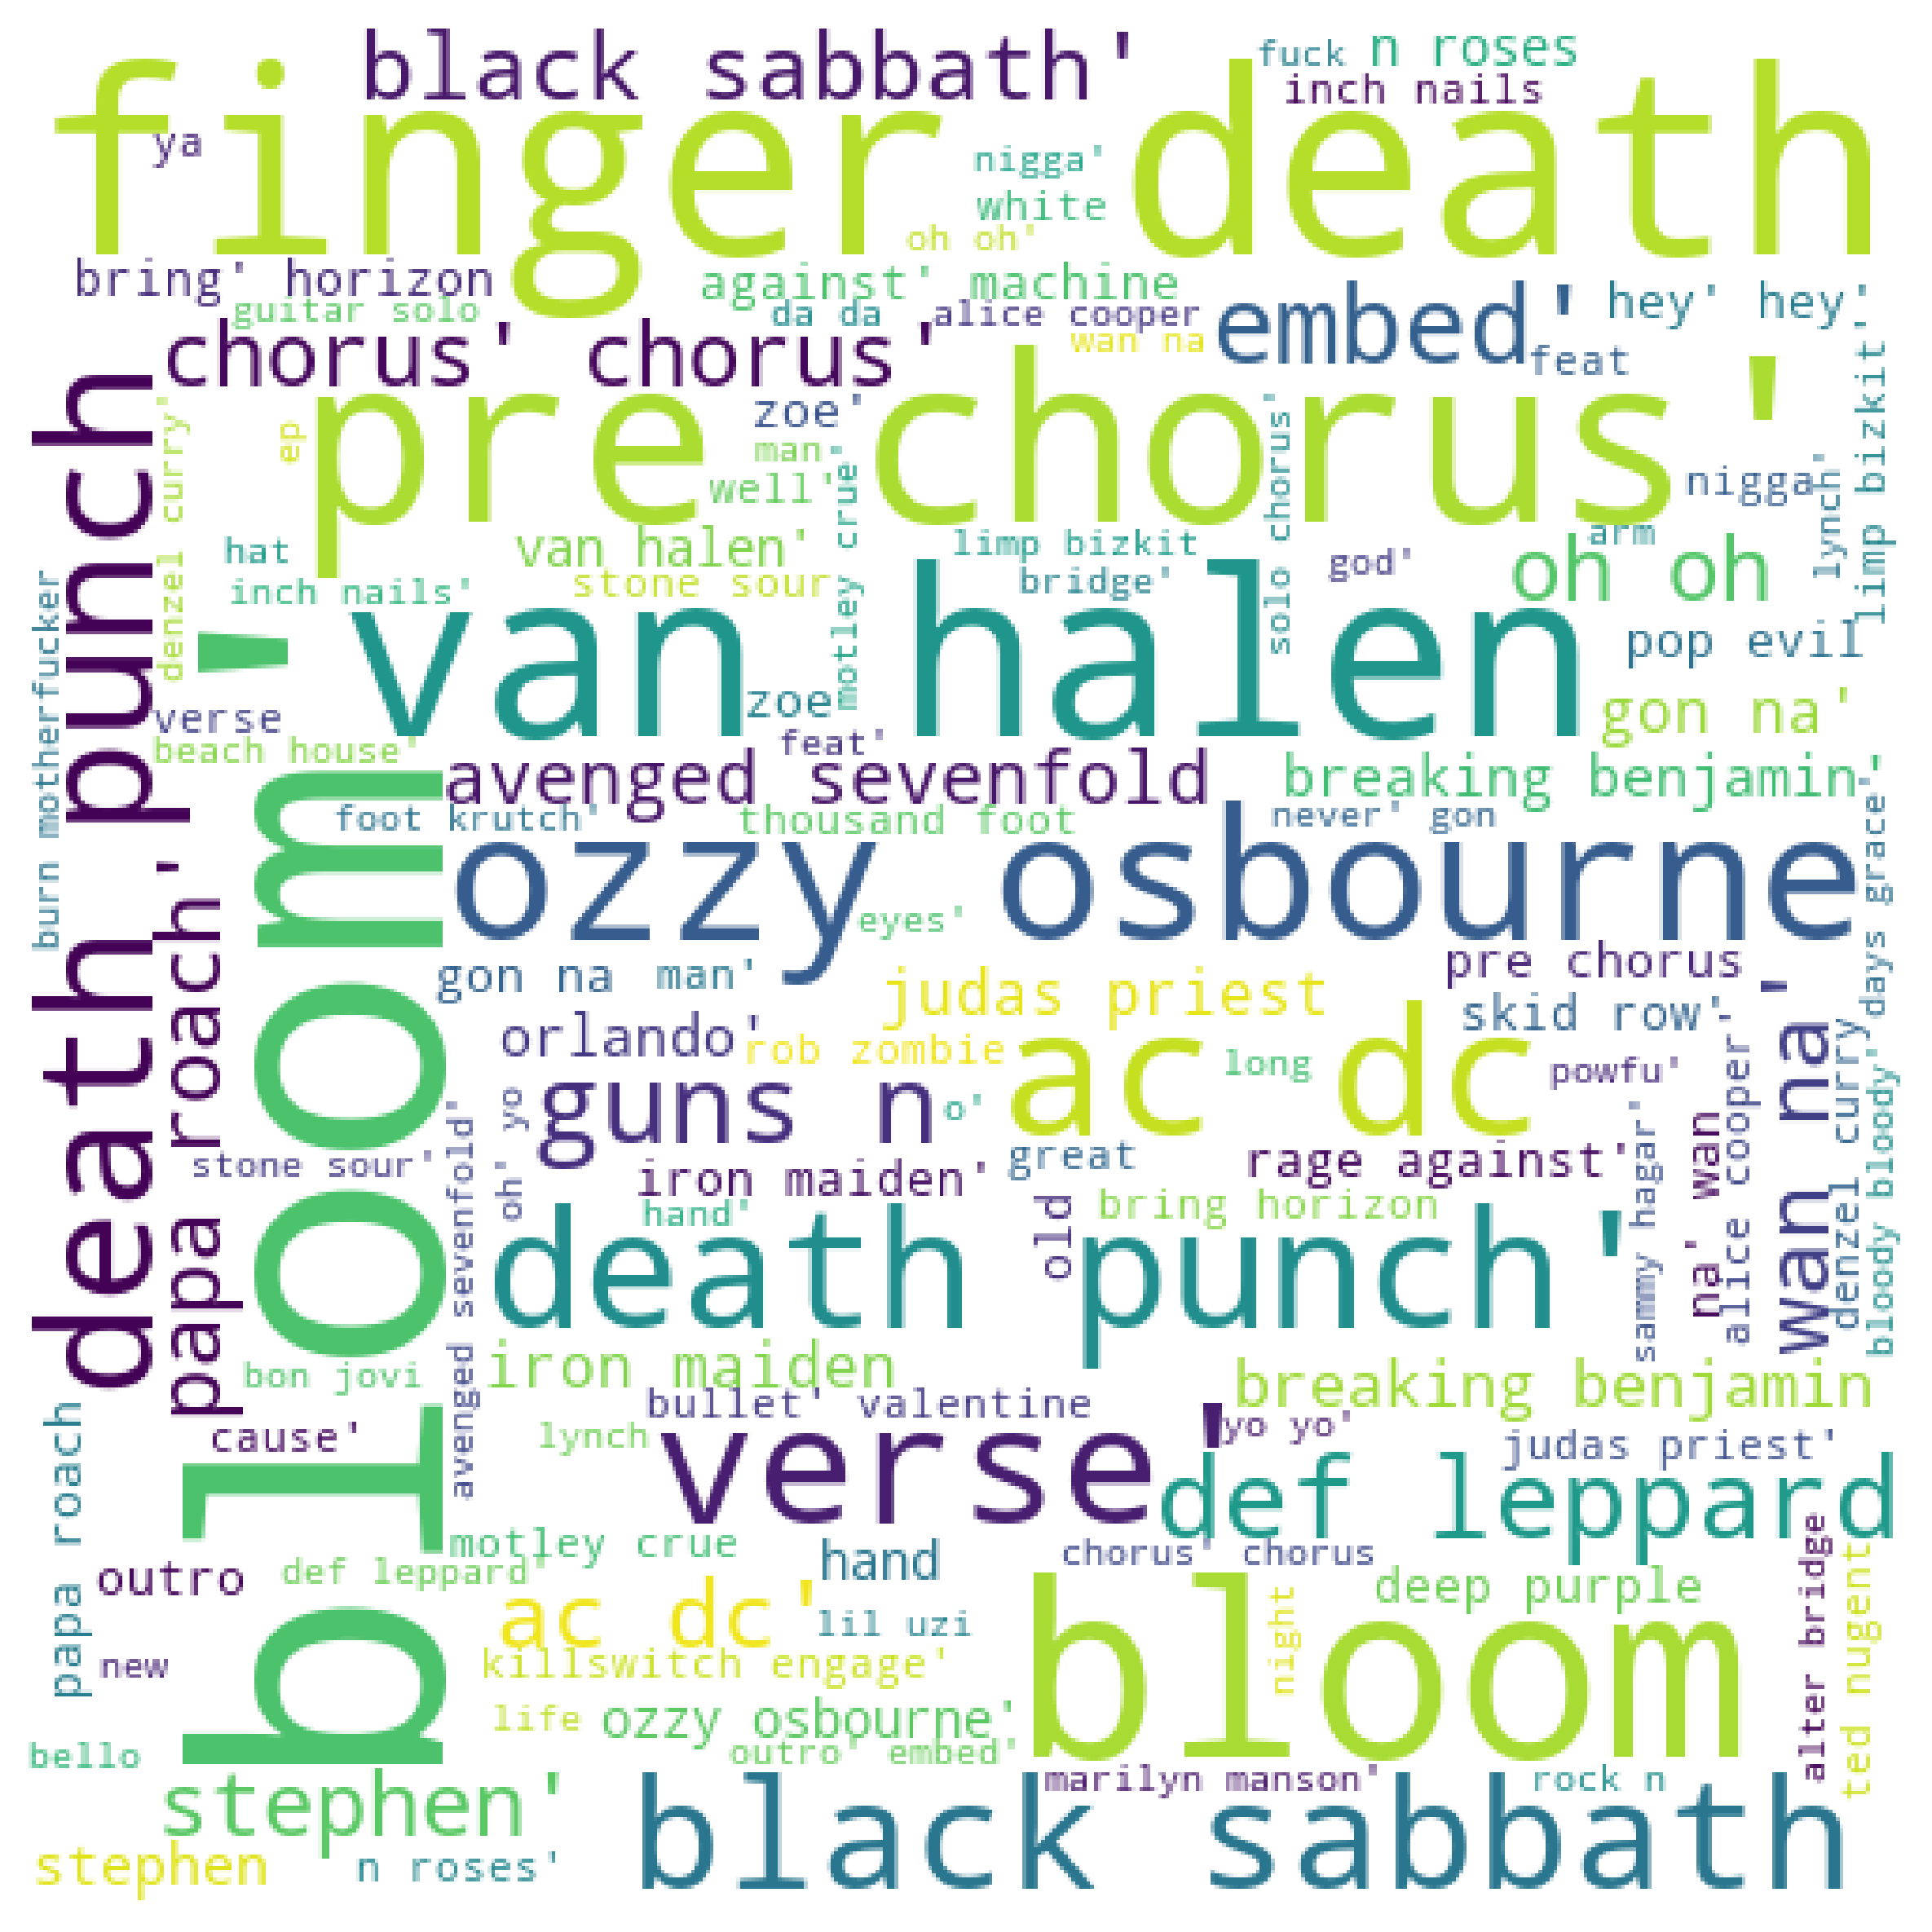 black sabbath'
fuck
n roses
inch nails
finger death
ya
nigga'
white
oh oh'
bring' horizon
against' machine
guitar solo
da da
alice cooper
embed'
hey' hey'
chorus' chorus'
wan na
feat
pre chorus'
zoe'
man'
well'
ep
denzel curry'
motley crue'
solo chorus'
nigga
lynch'
limp bizkit'
death punch
hat
van halen'
limp bizkit
arm
inch nails'
stone sour
bridge'
god'
oh oh
burn motherfucker
van halen
pop evil
verse
zoe
gon na'
beach house'
feat'
bloom'
avenged sevenfold
breaking benjamin'
foot krutch'
thousand foot
never' gon
days grace'
ozzy osbourne
papa roach'
eyes'
gon na
man'
judas priest
pre chorus
skid row'
orlando'
rob zombie
ac dc
long
powfu'
wan na'
guns n
o'
oh' yo
stone sour'
avenged sevenfold'
iron maiden'
great
rage against'
na' wan
alice cooper'
denzel curry
bloody bloody'
sammy hagar'
hand'
old
bring horizon
death punch'
bon jovi
iron maiden
breaking benjamin
bullet' valentine
cause'
lynch
verse'
yo yo'
judas priest'
papa roach
def leppard
motley crue
outro
def leppard'
hand
chorus' chorus
alter bridge
ted nugent
deep purple
ac dc'
lil uzi
night
bloom
new
killswitch engage'
life
ozzy osbourne'
bello
outro' embed'
marilyn manson'
rock n
stephen'
black sabbath
stephen
n roses'